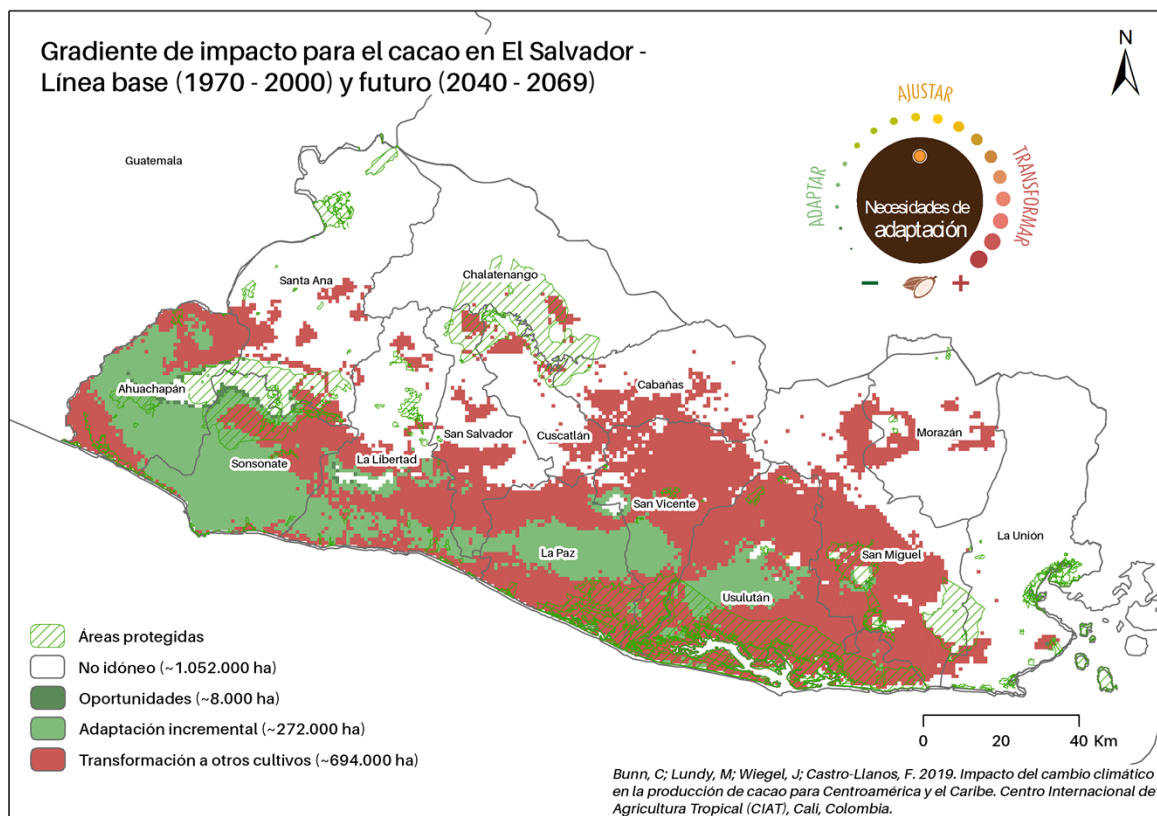 Gradiente de impacto para el cacao en El Salvador -
Línea base (1970 - 2000) y futuro (2040 - 2069)
N
AJUSTAR
ADAPTAR
TRANSFORMAR
Necesidades de
adaptación
Guatemala
Santa Ana
Chalatenango
Ahuachapán
Cabañas
San Salvador
Cuscatlán
Morazán
Sonsonate
La Libertad
San Vicente
La Unión
La Paz
San Miguel
Usulután
Áreas protegidas
No idóneo (~1.052.000 ha)
Oportunidades (~8.000 ha)
Adaptación incremental (~272.000 ha)
Transformación a otros cultivos (~694.000 ha)
0 20 40 Km
Bunn, C; Lundy, M; Wiegel, J; Castro-Llanos, F. 2019. Impacto del cambio climático
en la producción de cacao para Centroamérica y el Caribe. Centro Internacional de
Agricultura Tropical (CIAT), Cali, Colombia.